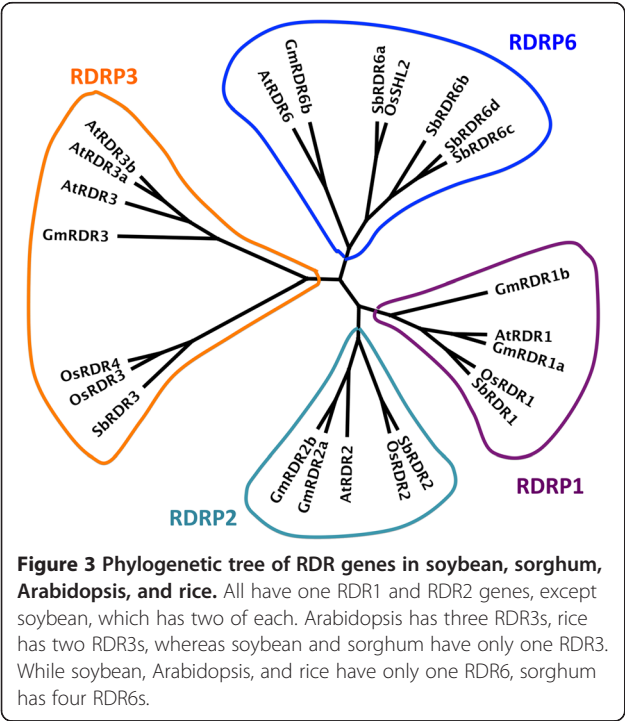 RDRP6
RDRP3
GmRDR6b
AtRDR6
SbRDR6a
OsSHL2
SbRDR6b
SbRDR6d
SbRDR6c
AtRDR3b
AtRDR3a
AtRDR3
GmRDR3
OsRDR4
OsRDR3
SbRDR3
GmRDR1b
AtRDR1
GmRDR1a
OsRDR1
SbRDR1
RDRP1
GmRDR2b
GmRDR2a
AtRDR2
OsRDR2
SbRDR2
RDRP2
Figure 3 Phylogenetic tree of RDR genes in soybean, sorghum,
Arabidopsis, and rice. All have one RDR1 and RDR2 genes, except
soybean, which has two of each. Arabidopsis has three RDR3s, rice
has two RDR3s, whereas soybean and sorghum have only one RDR3.
While soybean, Arabidopsis, and rice have only one RDR6, sorghum
has four RDR6s.